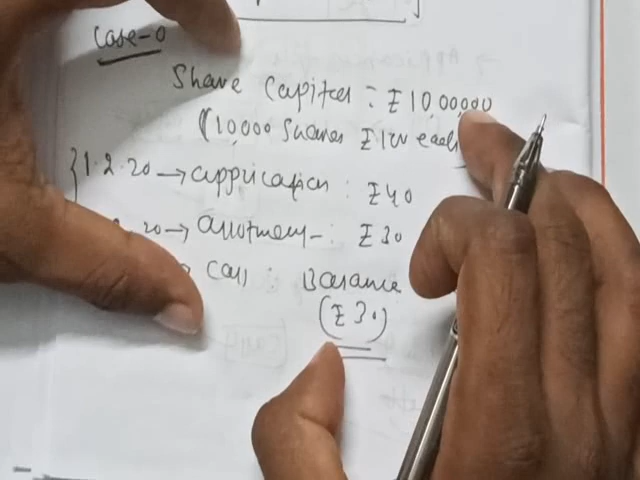 Case-0
Share Capital : ₹ 10,00,000
(10,000 Shares ₹100 each
1.2.20 → application : ₹40
.20 → allotment - : ₹30
Call : Balance
(₹30)